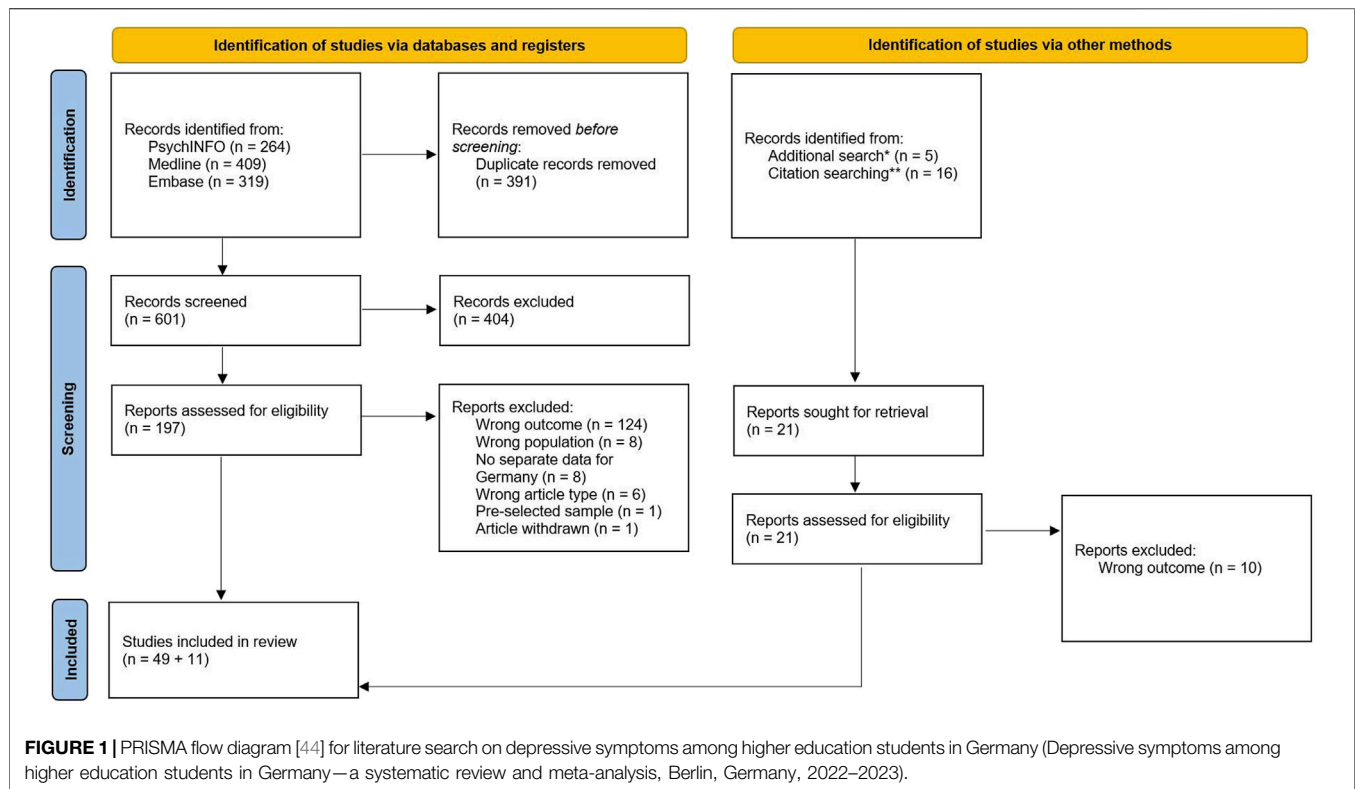 Identification of studies via databases and registers
Identification of studies via other methods
Identification
Records identified from:
PsychINFO (n = 264)
Medline (n = 409)
Embase (n = 319)
Records removed before
screening:
Duplicate records removed
(n = 391)
Records identified from:
Additional search* (n = 5)
Citation searching** (n = 16)
Screening
Records screened
(n = 601)
Records excluded
(n = 404)
Reports assessed for eligibility
(n = 197)
Reports excluded:
Wrong outcome (n = 124)
Wrong population (n = 8)
No separate data for
Germany (n = 8)
Wrong article type (n = 6)
Pre-selected sample (n = 1)
Article withdrawn (n = 1)
Reports sought for retrieval
(n = 21)
Reports assessed for eligibility
(n = 21)
Reports excluded:
Wrong outcome (n = 10)
Included
Studies included in review
(n = 49 + 11)
FIGURE 1 | PRISMA flow diagram [44] for literature search on depressive symptoms among higher education students in Germany (Depressive symptoms among
higher education students in Germany—a systematic review and meta-analysis, Berlin, Germany, 2022–2023).